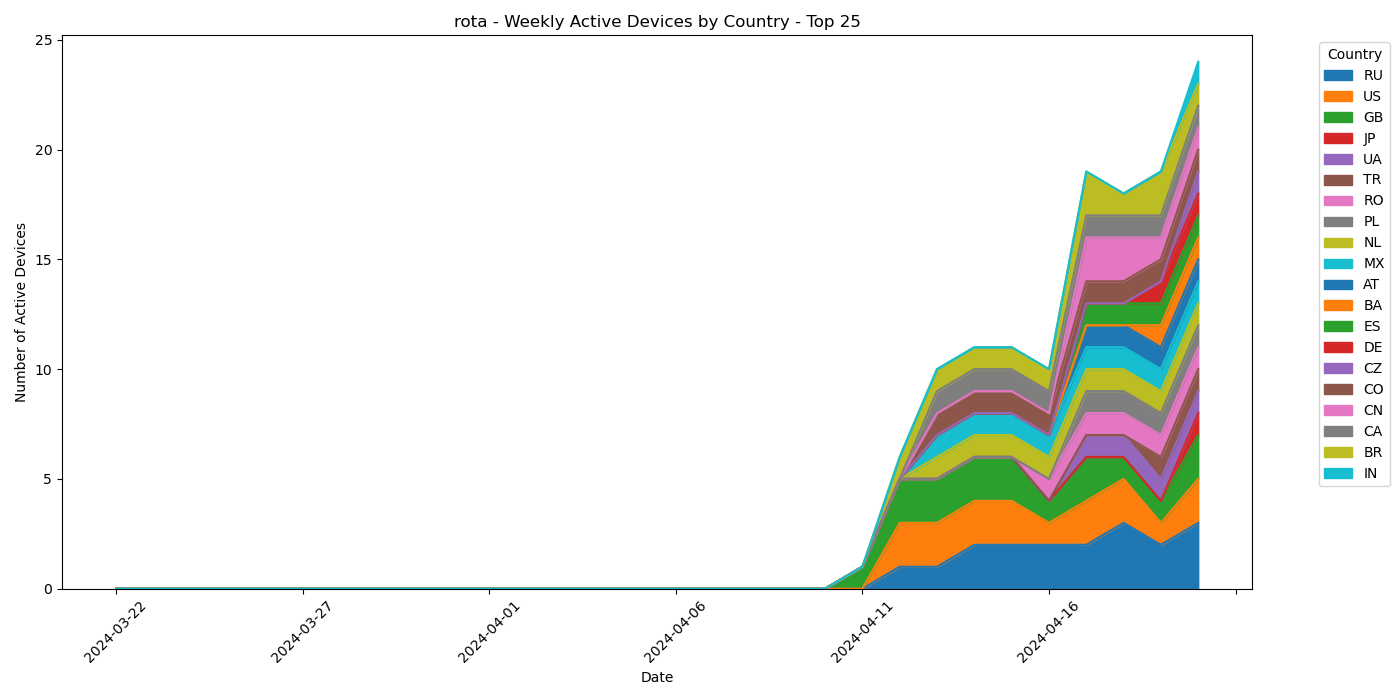 rota - Weekly Active Devices by Country - Top 25
25
20
15
10
5
0
Number of Active Devices
2024-03-22
2024-03-27
2024-04-01
2024-04-06
2024-04-11
2024-04-16
Date
Country
RU
US
GB
JP
UA
TR
RO
PL
NL
MX
AT
BA
ES
DE
CZ
CO
CN
CA
BR
IN